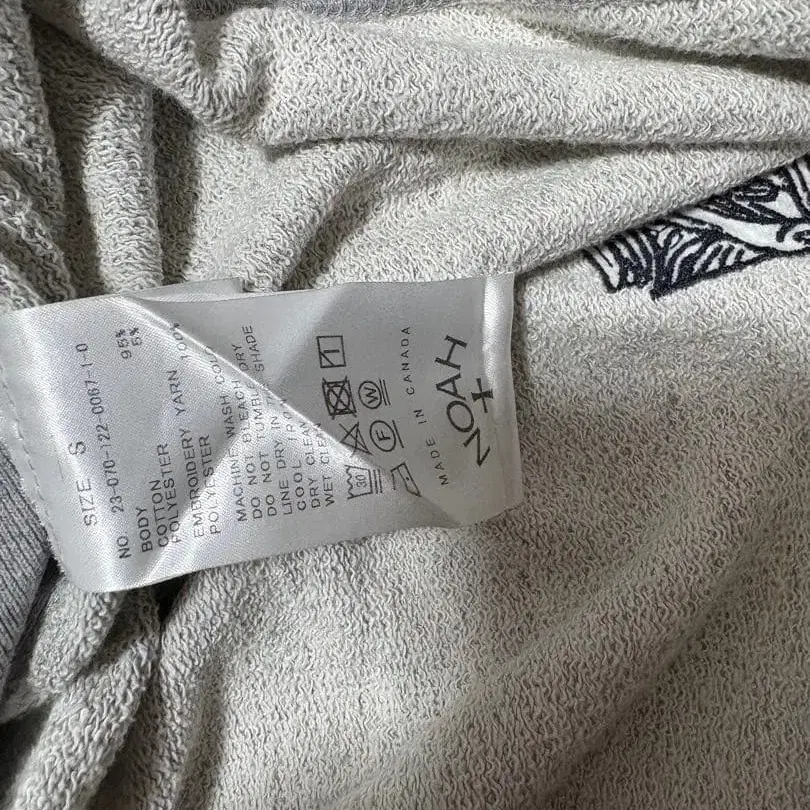 SIZE S
NO. 23-070-122-0067-1-0
BODY
COTTON 95%
POLYESTER 5%
EMBROIDERY YARN 100%
POLYESTER
MACHINE WASH COLD
DO NOT BLEACH
DO NOT TUMBLE DRY
LINE DRY IN SHADE
COOL IRON
DRY CLEAN
WET CLEAN
30
F W
MADE IN CANADA
NOAH